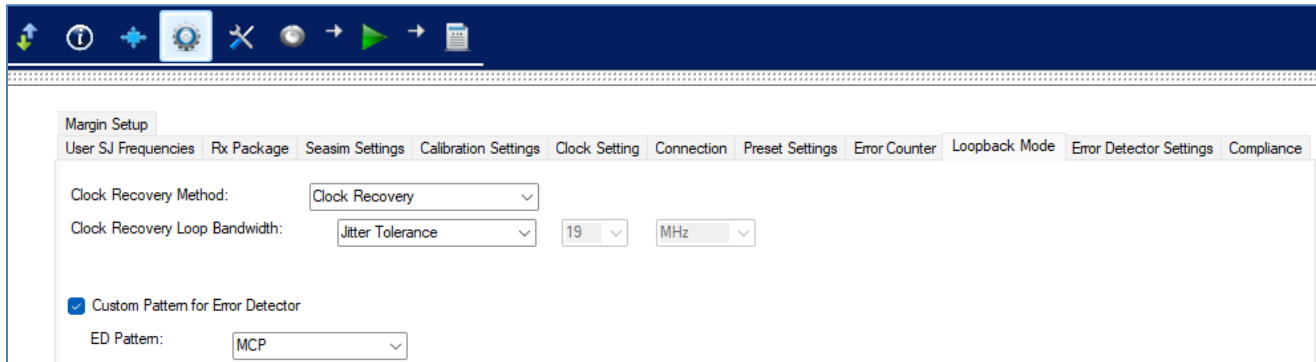 Margin Setup
User SJ Frequencies Rx Package Seasim Settings Calibration Settings Clock Setting Connection Preset Settings Error Counter Loopback Mode Error Detector Settings Compliance
Clock Recovery Method: Clock Recovery
Clock Recovery Loop Bandwidth: Jitter Tolerance 19 MHz
Custom Pattern for Error Detector
ED Pattern: MCP